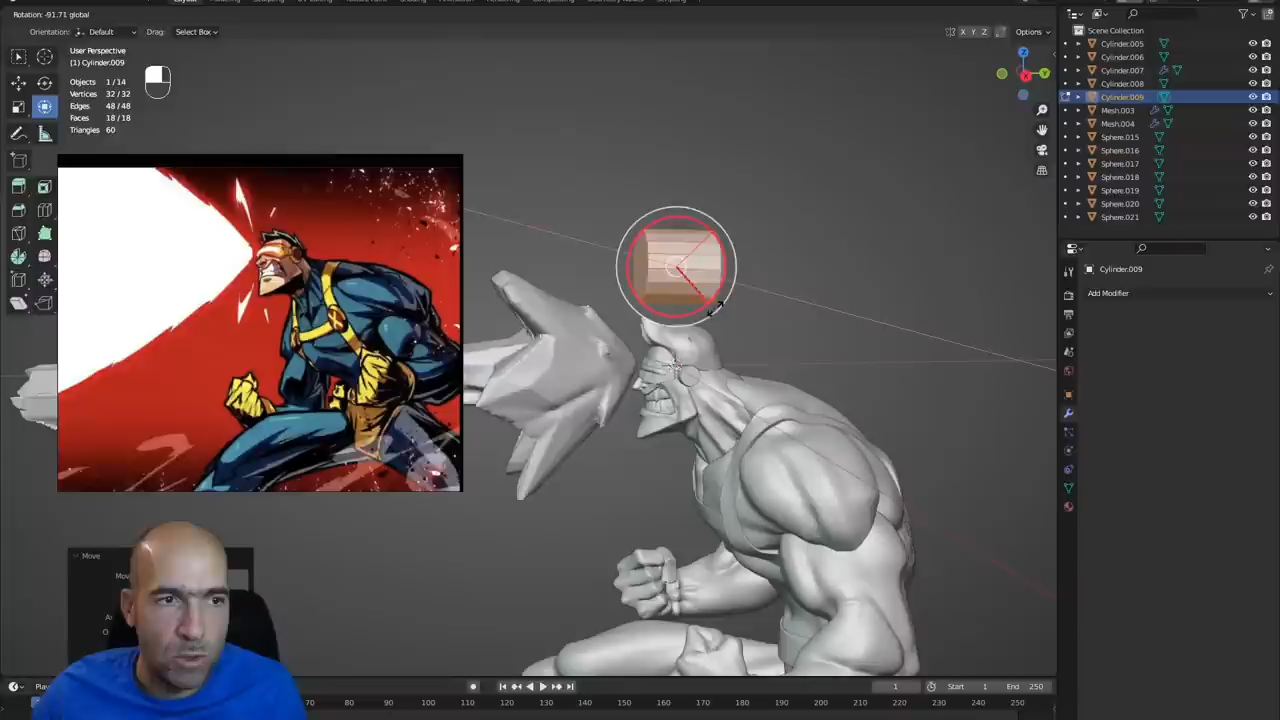 Layout
Rotation: -91.71 global
Orientation: Default Drag: Select Box
X Y Z Options
User Perspective
(1) Cylinder.009
Objects 1/14
Vertices 32/32
Edges 48/48
Faces 18/18
Triangles 60
Z
Y
X
Scene Collection
Cylinder.005
Cylinder.006
Cylinder.007
Cylinder.008
Cylinder.009
Mesh.003
Mesh.004
Sphere.015
Sphere.016
Sphere.017
Sphere.018
Sphere.019
Sphere.020
Sphere.021
Cylinder.009
Add Modifier
Move
70 80 90 100 110 120 130 140 150 160 170 180 190 200 210 220 230 240 250
1 Start 1 End 250